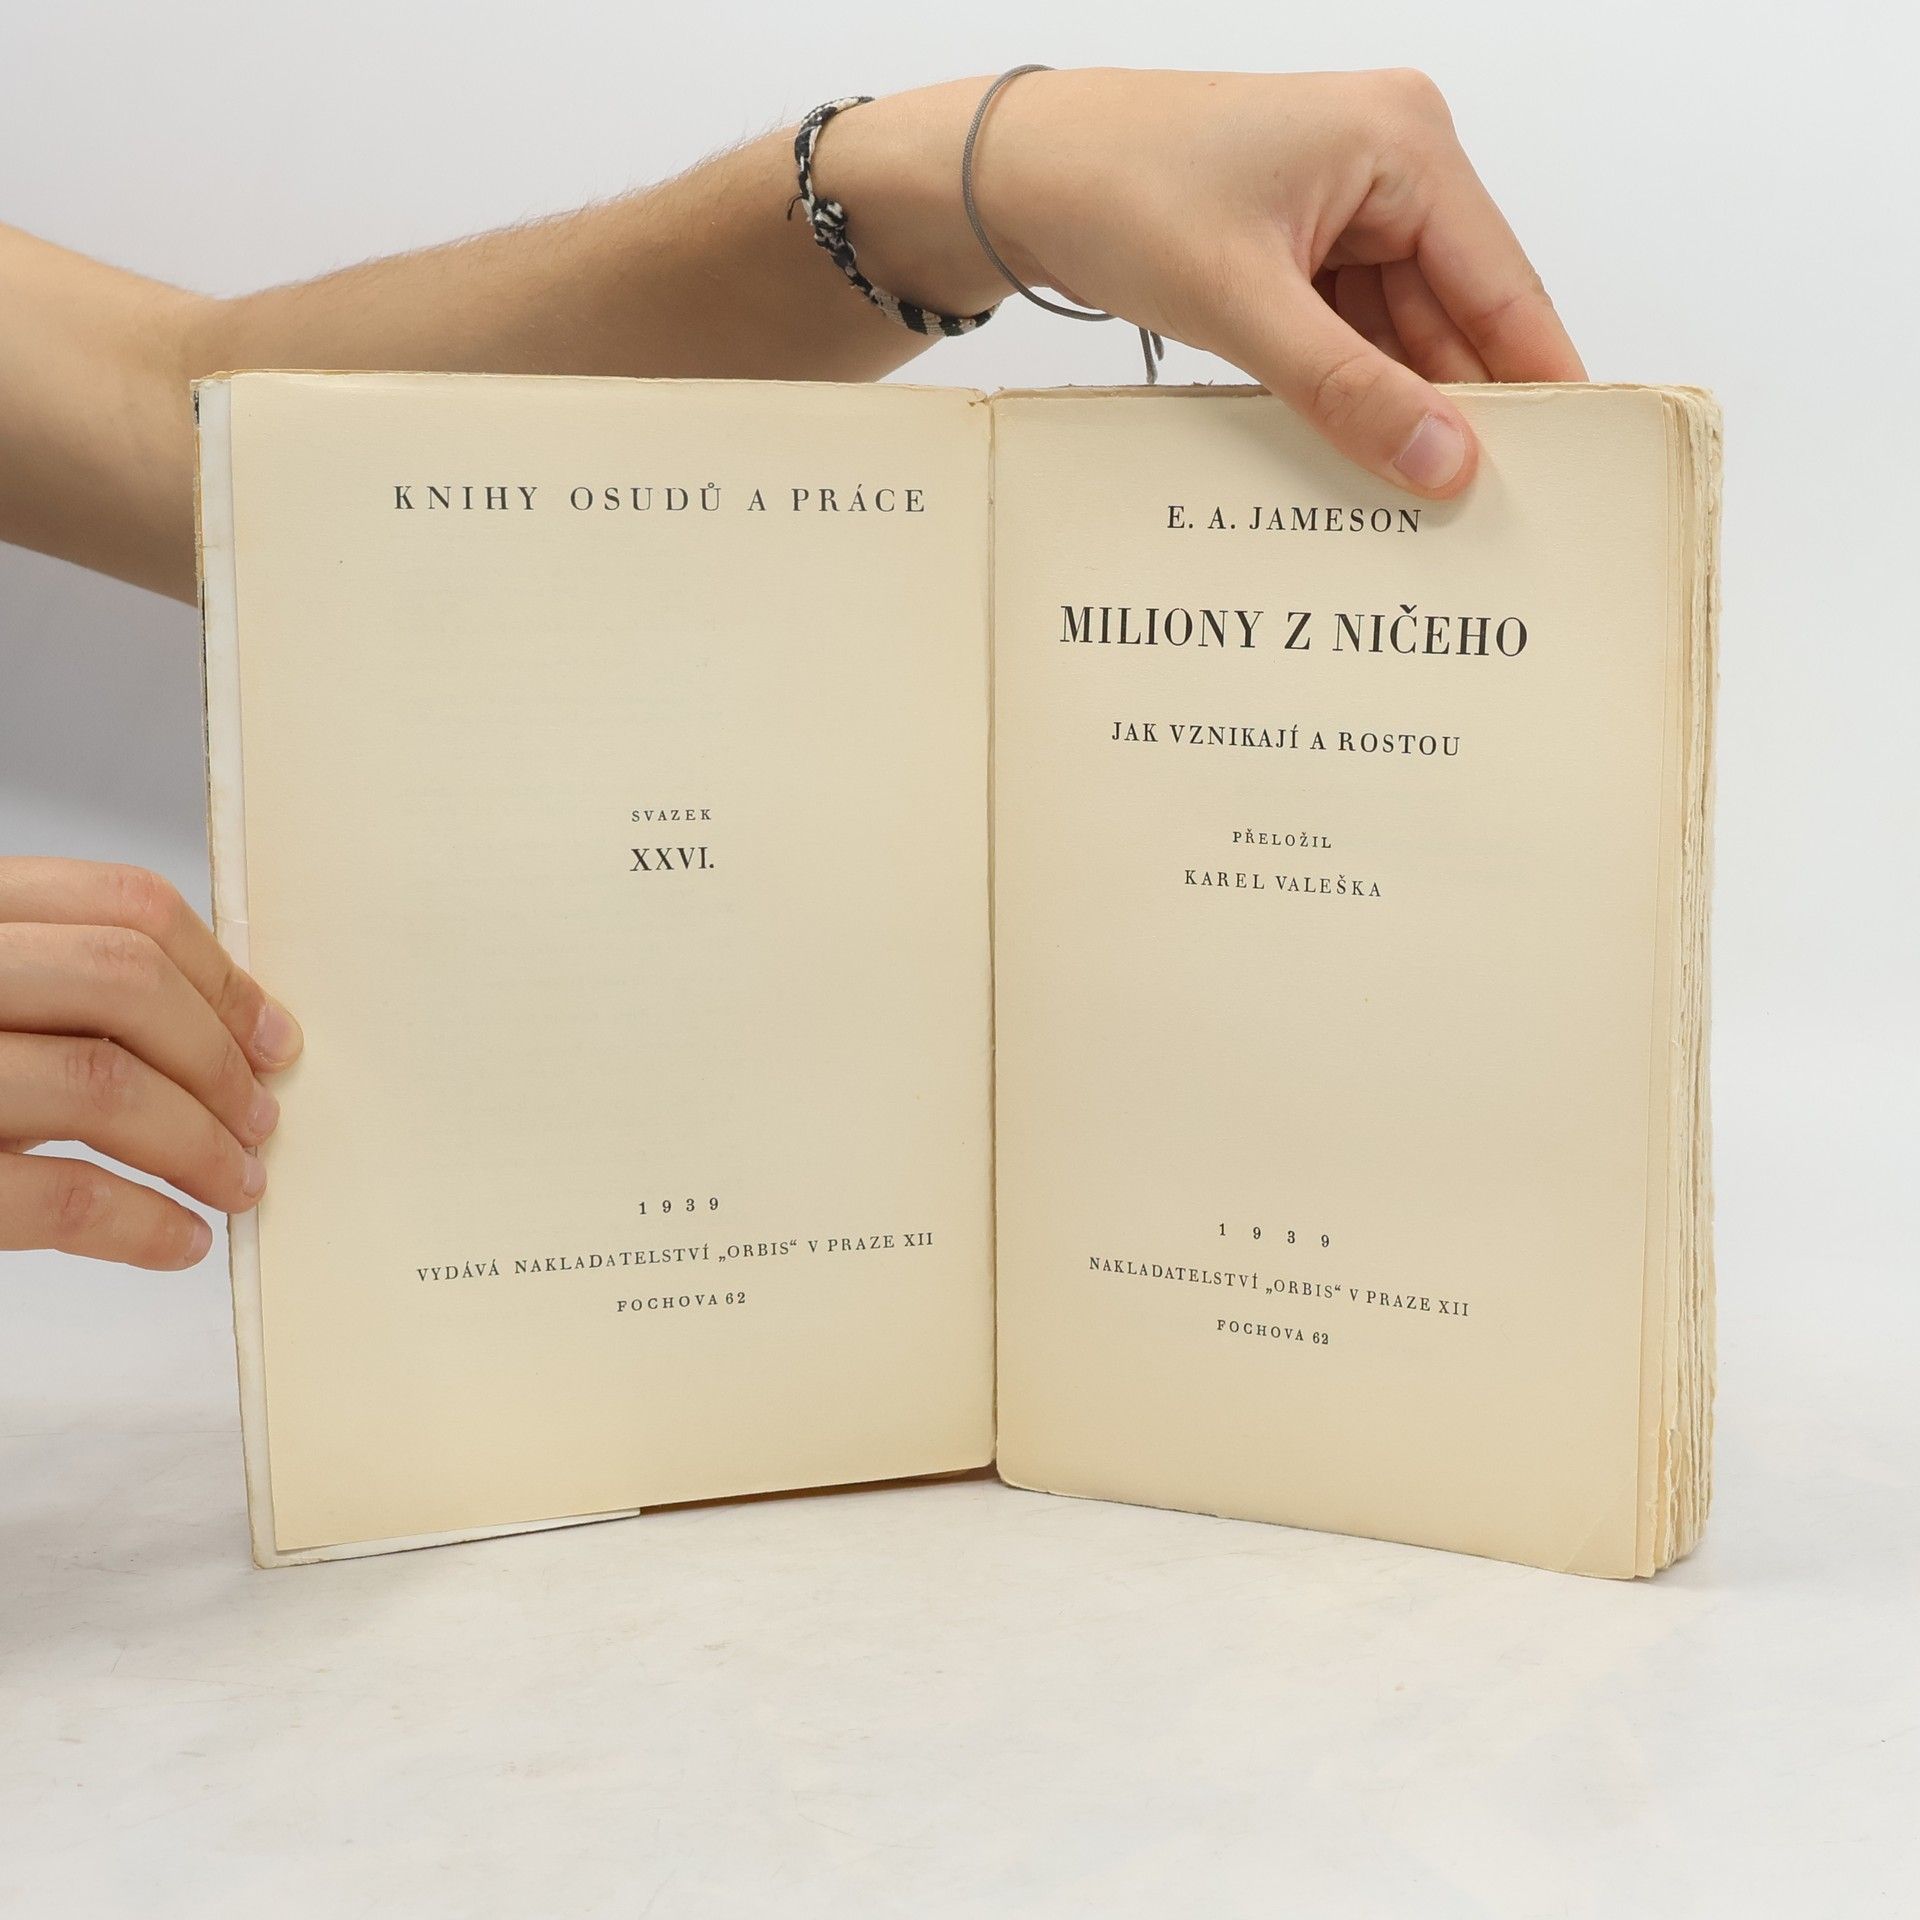 KNIHY OSUDŮ A PRÁCE
SVAZEK
XXVI.
1939
VYDÁVÁ NAKLADATELSTVÍ „ORBIS“ V PRAZE XII
FOCHOVA 62
E. A. JAMESON
MILIONY Z NIČEHO
JAK VZNIKAJÍ A ROSTOU
PŘELOŽIL
KAREL VALEŠKA
1939
NAKLADATELSTVÍ „ORBIS“ V PRAZE XII
FOCHOVA 62